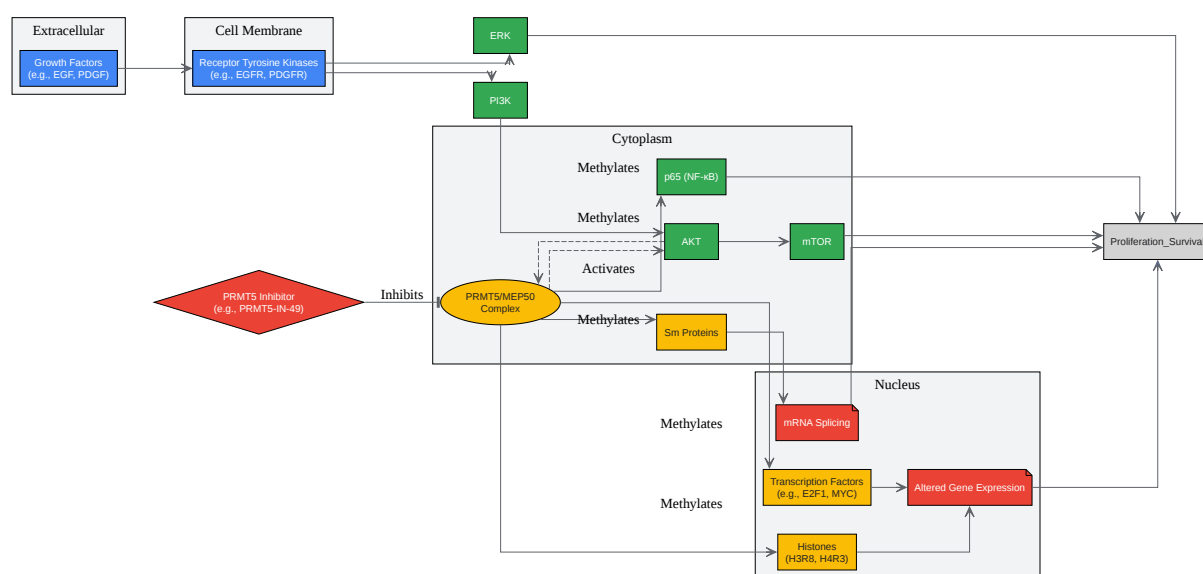 Extracellular
Growth Factors
(e.g., EGF, PDGF)
Cell Membrane
Receptor Tyrosine Kinases
(e.g., EGFR, PDGFR)
ERK
PI3K
Cytoplasm
Methylates
p65 (NF-κB)
Methylates
AKT
mTOR
Activates
Proliferation_Surviva
PRMT5 Inhibitor
(e.g., PRMT5-IN-49)
Inhibits
PRMT5/MEP50
Complex
Methylates
Sm Proteins
Nucleus
Methylates
mRNA Splicing
Transcription Factors
(e.g., E2F1, MYC)
Altered Gene Expression
Methylates
Histones
(H3R8, H4R3)